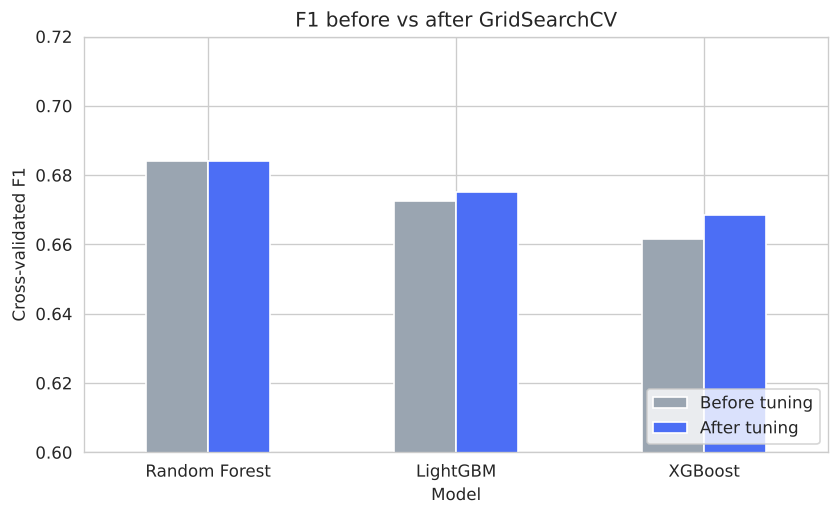 F1 before vs after GridSearchCV
Cross-validated F1
0.72
0.70
0.68
0.66
0.64
0.62
0.60
Random Forest
LightGBM
XGBoost
Model
Before tuning
After tuning